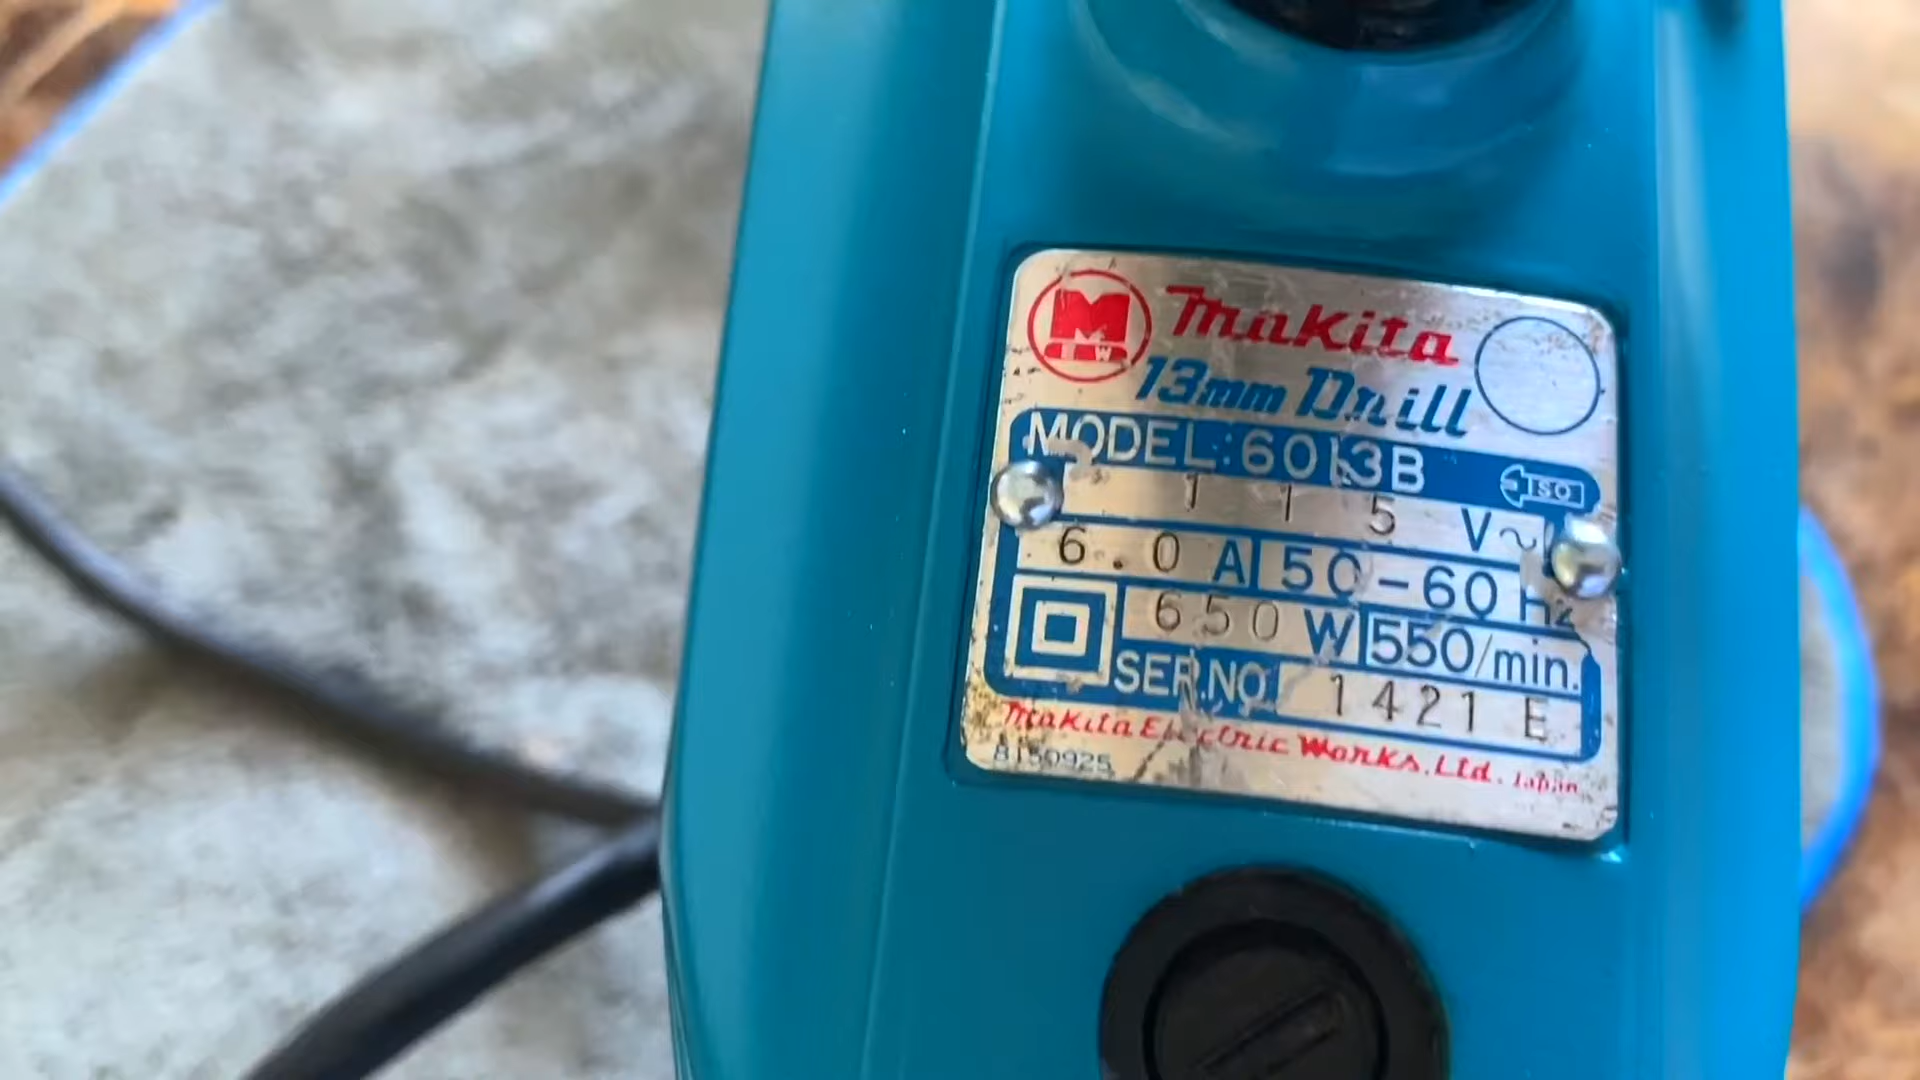 M
Makita
13mm Drill
MODEL: 6013B
ISO
115 V~
6.0 A 50-60 Hz
650 W 550/min.
SER.NO. 1421 E
Makita Electric Works, Ltd. Japan
8150925